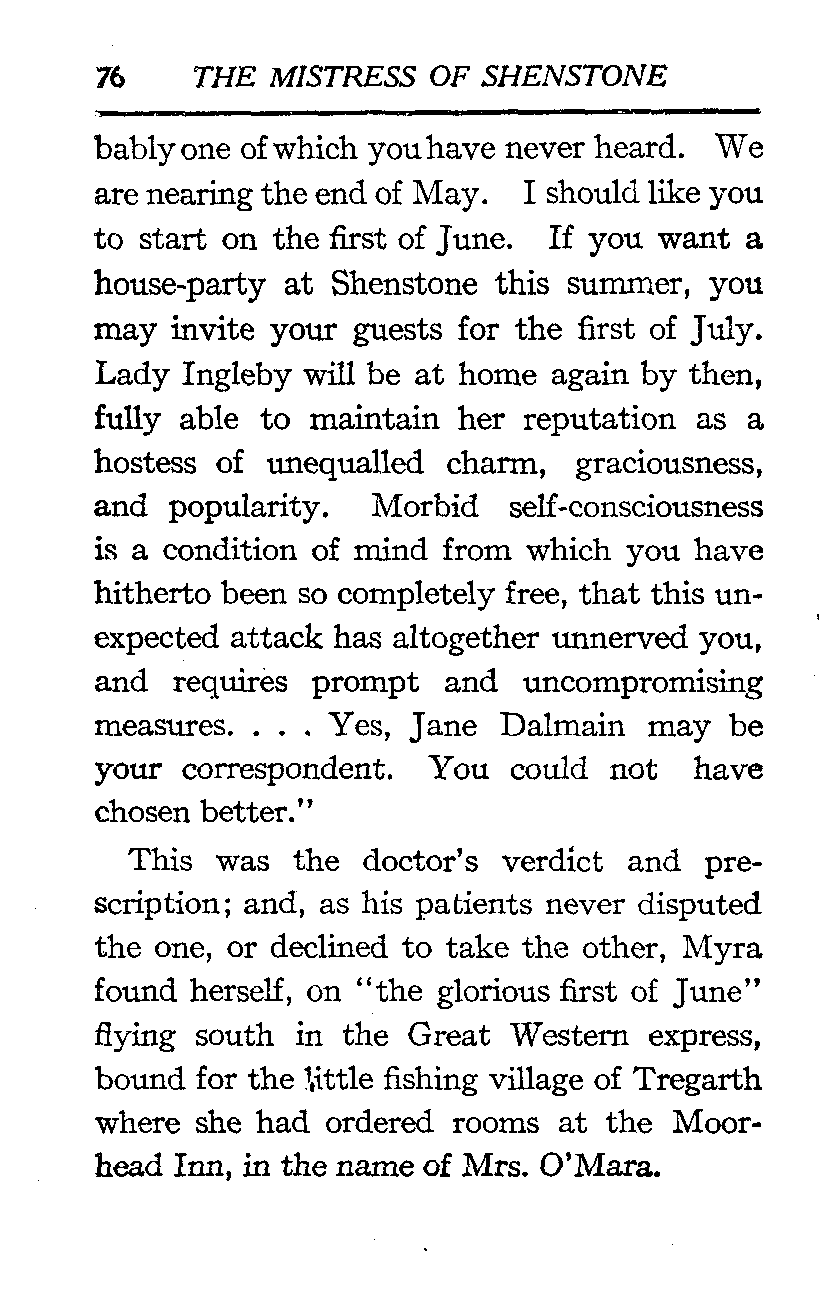 76 THE MISTRESS OF SHENSTONE
bably one of which you have never heard. We
are nearing the end of May. I should like you
to start on the first of June. If you want a
house-party at Shenstone this summer, you
may invite your guests for the first of July.
Lady Ingleby will be at home again by then,
fully able to maintain her reputation as a
hostess of unequalled charm, graciousness,
and popularity. Morbid self-consciousness
is a condition of mind from which you have
hitherto been so completely free, that this un-
expected attack has altogether unnerved you,
and requires prompt and uncompromising
measures. . . . Yes, Jane Dalmain may be
your correspondent. You could not have
chosen better."
This was the doctor's verdict and pre-
scription; and, as his patients never disputed
the one, or declined to take the other, Myra
found herself, on "the glorious first of June"
flying south in the Great Western express,
bound for the little fishing village of Tregarth
where she had ordered rooms at the Moor-
head Inn, in the name of Mrs. O'Mara.